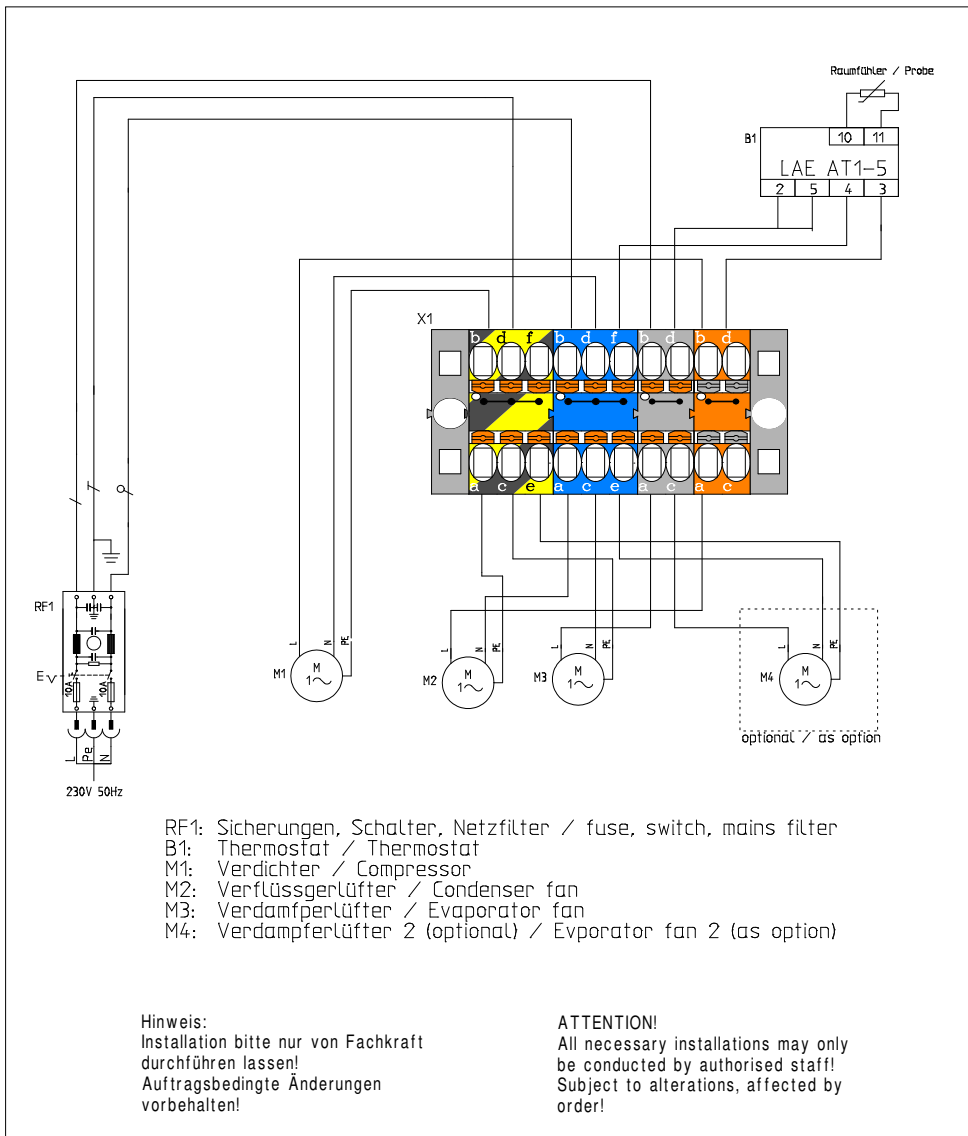 Raumfühler / Probe
B1
10 11
LAE AT1-5
2 5 4 3
X1
b d f b d f b d b d
a c e a c e a c a c
RF1
E
10A 10A
L Pe N
230V 50Hz
M1
L N PE
M
1~
M2
L N PE
M
1~
M3
L N PE
M
1~
M4
L N PE
M
1~
optional / as option
RF1: Sicherungen, Schalter, Netzfilter / fuse, switch, mains filter
B1: Thermostat / Thermostat
M1: Verdichter / Compressor
M2: Verflüssgerlüfter / Condenser fan
M3: Verdamfperlüfter / Evaporator fan
M4: Verdampferlüfter 2 (optional) / Evporator fan 2 (as option)
Hinweis:
Installation bitte nur von Fachkraft
durchführen lassen!
Auftragsbedingte Änderungen
vorbehalten!
ATTENTION!
All necessary installations may only
be conducted by authorised staff!
Subject to alterations, affected by
order!